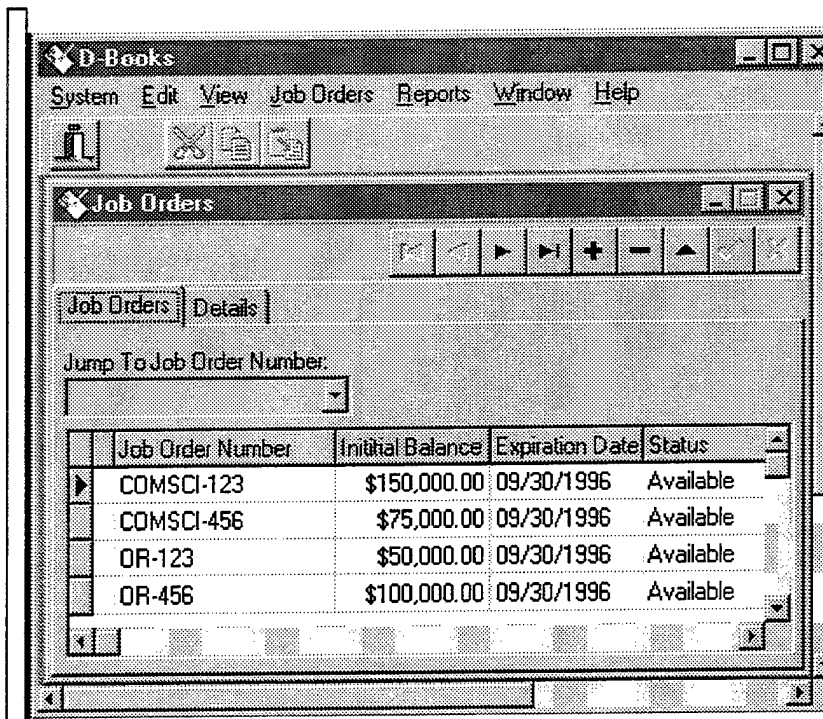 D-Books
System Edit View Job Orders Reports Window Help
Job Orders
Job Orders Details
Jump To Job Order Number:
Job Order Number Inititial Balance Expiration Date Status
COMSCI-123 $150,000.00 09/30/1996 Available
COMSCI-456 $75,000.00 09/30/1996 Available
OR-123 $50,000.00 09/30/1996 Available
OR-456 $100,000.00 09/30/1996 Available